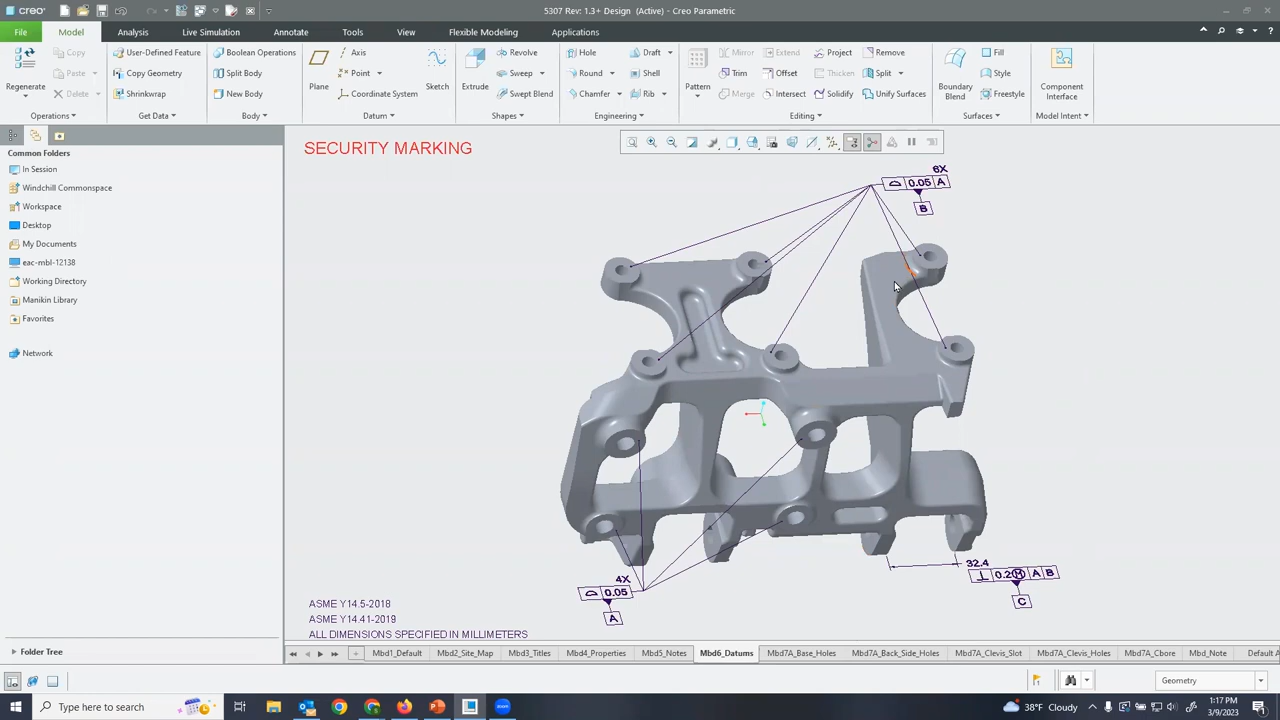 CREO°
5307 Rev: 1.3+ Design (Active) - Creo Parametric
File
Model
Analysis
Live Simulation
Annotate
Tools
View
Flexible Modeling
Applications
Regenerate
Copy
Paste
Delete
Operations
User-Defined Feature
Copy Geometry
Shrinkwrap
Get Data
Boolean Operations
Split Body
New Body
Body
Plane
Axis
Point
Coordinate System
Sketch
Datum
Extrude
Revolve
Sweep
Swept Blend
Shapes
Hole
Round
Chamfer
Draft
Shell
Rib
Engineering
Pattern
Mirror
Trim
Merge
Extend
Offset
Intersect
Project
Thicken
Solidify
Remove
Split
Unify Surfaces
Editing
Boundary
Blend
Fill
Style
Freestyle
Surfaces
Component
Interface
Model Intent
Common Folders
In Session
Windchill Commonspace
Workspace
Desktop
My Documents
eac-mbl-12138
Working Directory
Manikin Library
Favorites
Network
Folder Tree
SECURITY MARKING
6X
0.05 A
B
4X
0.05
A
32.4
0.2 M A B
C
ASME Y14.5-2018
ASME Y14.41-2019
ALL DIMENSIONS SPECIFIED IN MILLIMETERS
Mbd1_Default
Mbd2_Site_Map
Mbd3_Titles
Mbd4_Properties
Mbd5_Notes
Mbd6_Datums
Mbd7A_Base_Holes
Mbd7A_Back_Side_Holes
Mbd7A_Clevis_Slot
Mbd7A_Clevis_Holes
Mbd7A_Cbore
Mbd_Note
Default A
Geometry
Type here to search
38°F Cloudy
1:17 PM
3/9/2023